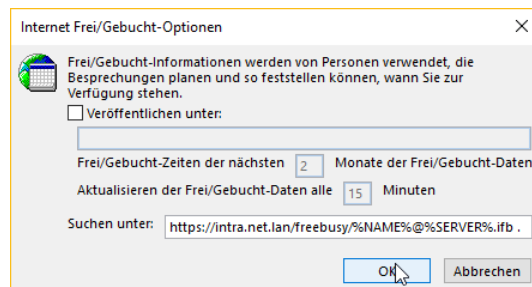 Internet Frei/Gebucht-Optionen
Frei/Gebucht-Informationen werden von Personen verwendet, die
Besprechungen planen und so feststellen können, wann Sie zur
Verfügung stehen.
Veröffentlichen unter:
Frei/Gebucht-Zeiten der nächsten 2 Monate der Frei/Gebucht-Daten
Aktualisieren der Frei/Gebucht-Daten alle 15 Minuten
Suchen unter: https://intra.net.lan/freebusy/%NAME%@%SERVER%.ifb .
OK Abbrechen